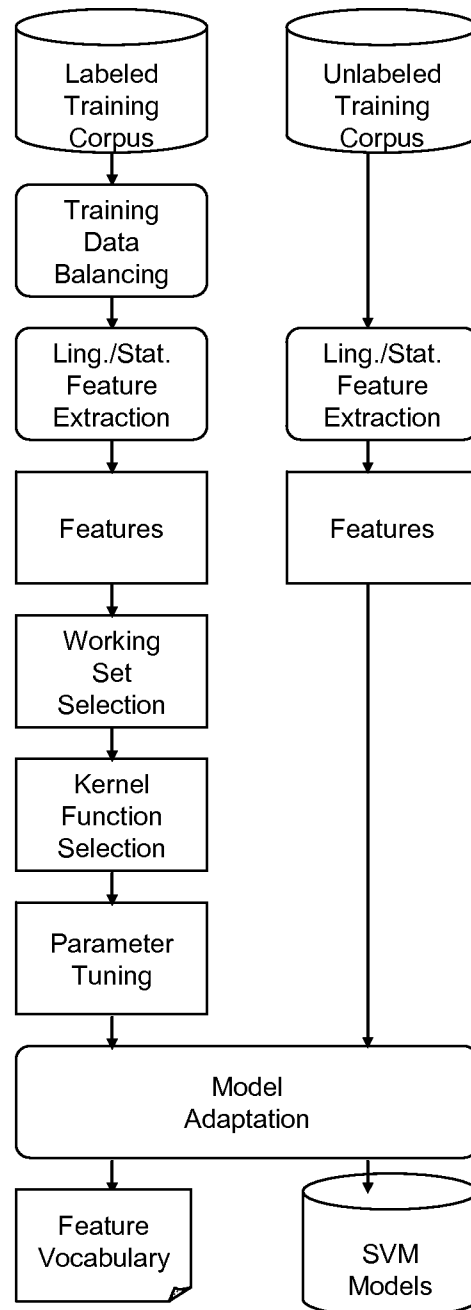 Labeled
Training
Corpus
Unlabeled
Training
Corpus
Training
Data
Balancing
Ling./Stat.
Feature
Extraction
Ling./Stat.
Feature
Extraction
Features
Features
Working
Set
Selection
Kernel
Function
Selection
Parameter
Tuning
Model
Adaptation
Feature
Vocabulary
SVM
Models